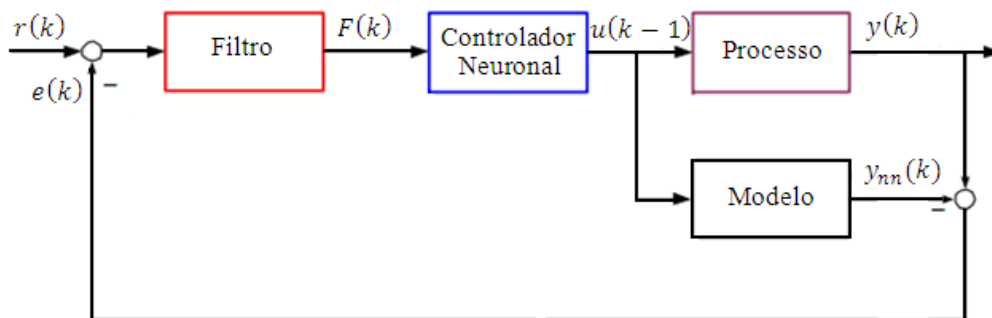 r(k)
Filtro
F(k)
Controlador
Neuronal
u(k − 1)
Processo
y(k)
e(k)
−
Modelo
y_nn(k)
−